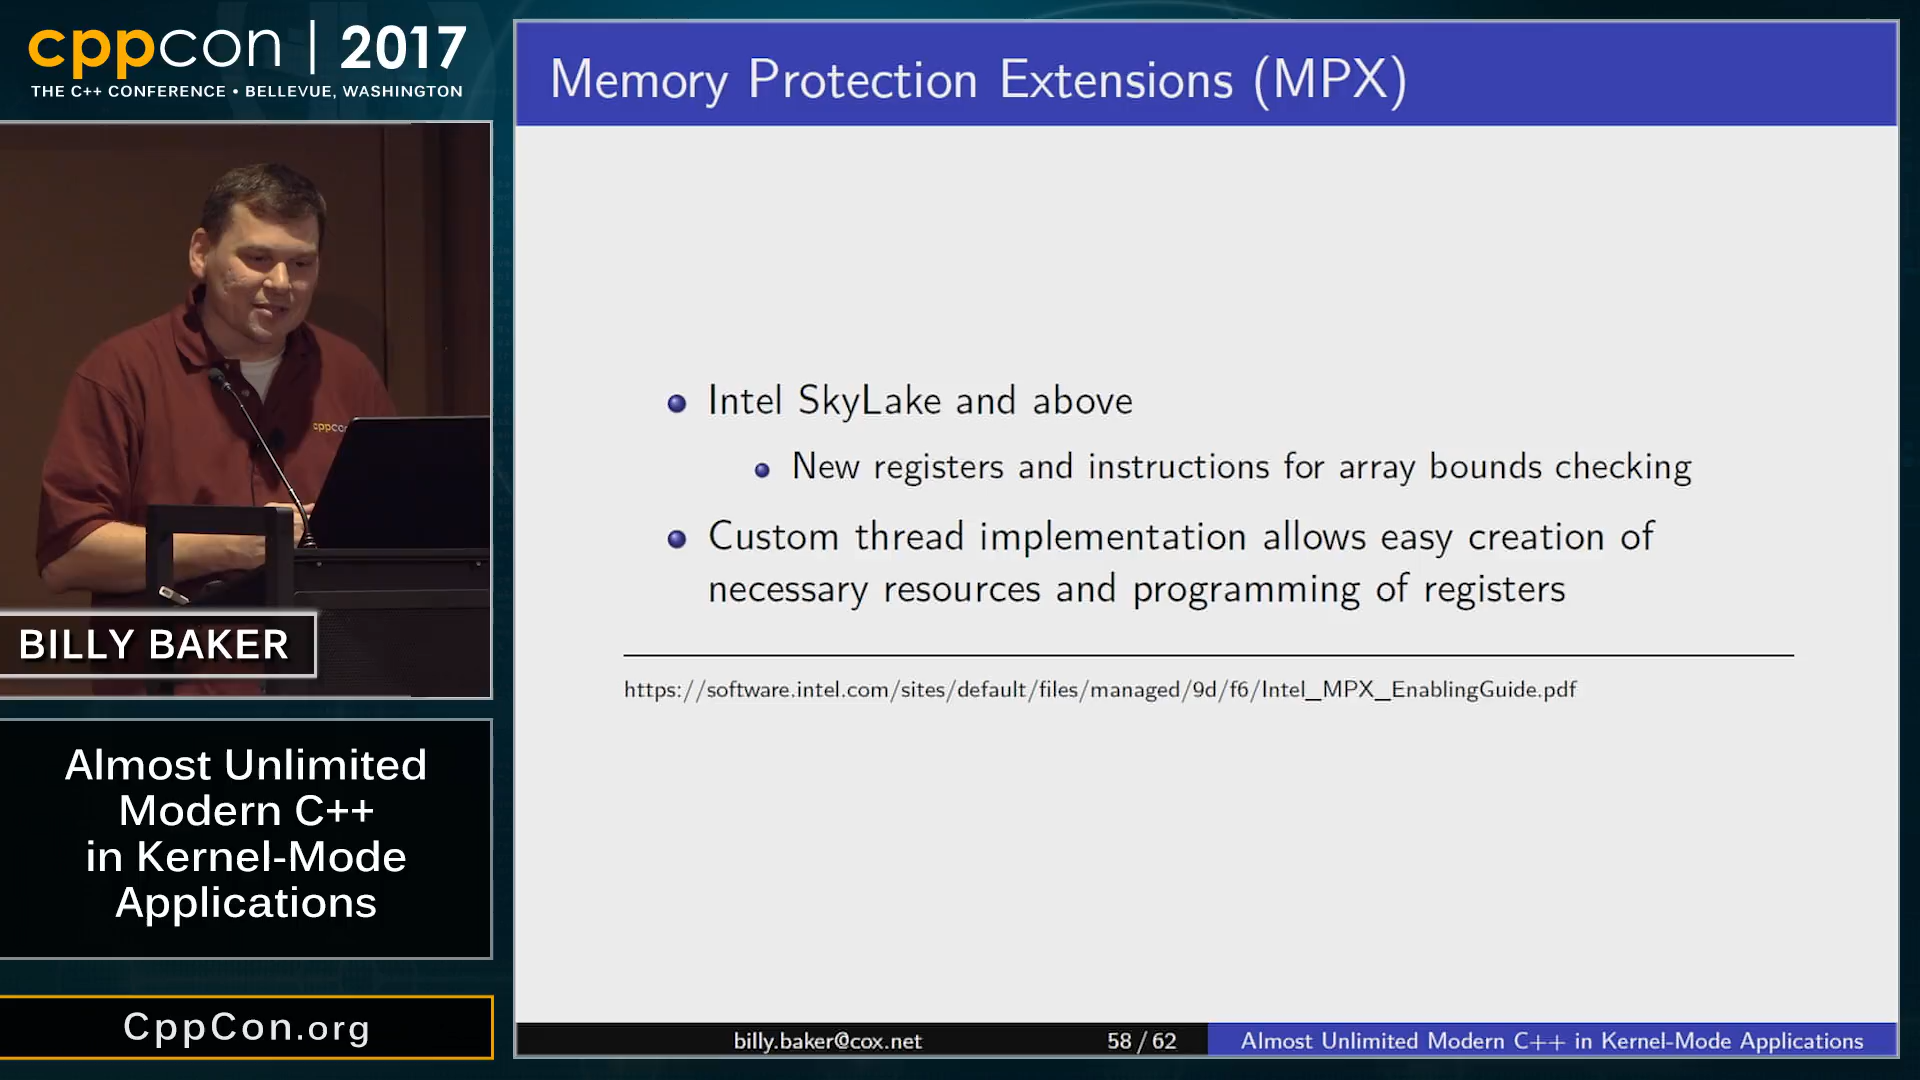 cppcon | 2017
THE C++ CONFERENCE • BELLEVUE, WASHINGTON
cppco
BILLY BAKER
Almost Unlimited
Modern C++
in Kernel-Mode
Applications
CppCon.org
Memory Protection Extensions (MPX)
Intel SkyLake and above
New registers and instructions for array bounds checking
Custom thread implementation allows easy creation of
necessary resources and programming of registers
https://software.intel.com/sites/default/files/managed/9d/f6/Intel_MPX_EnablingGuide.pdf
billy.baker@cox.net 58 / 62 Almost Unlimited Modern C++ in Kernel-Mode Applications